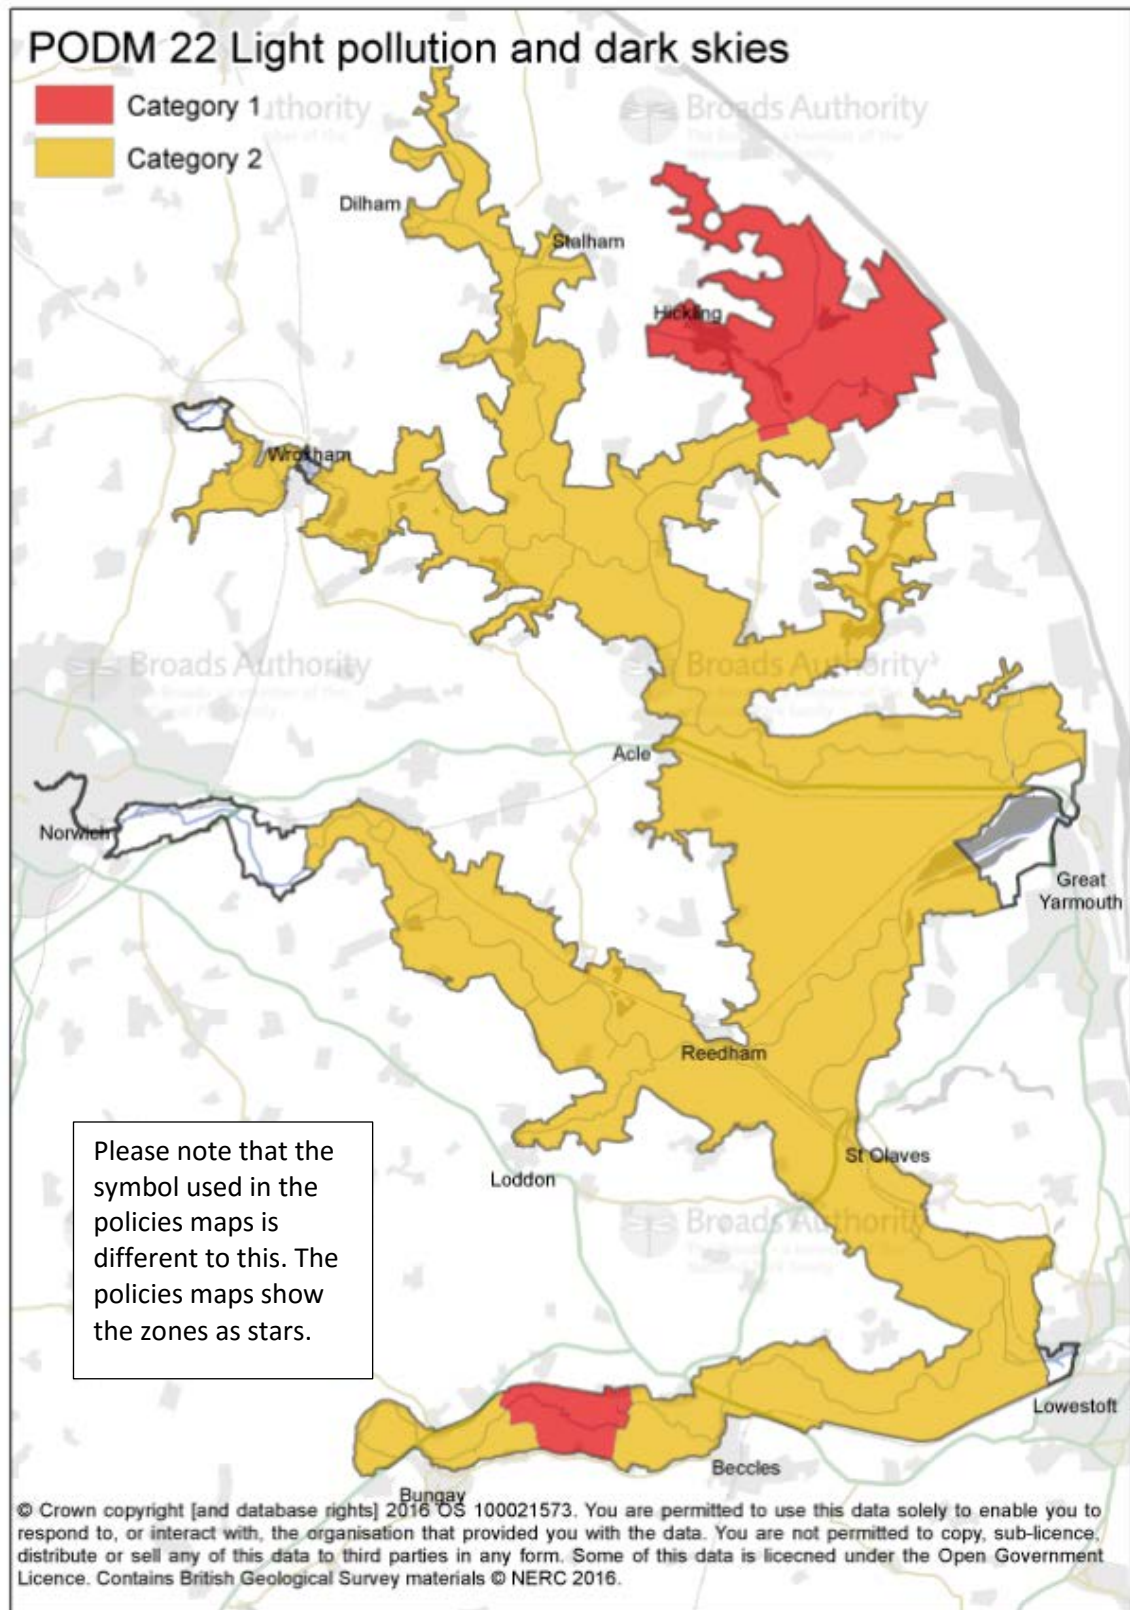 PODM 22 Light pollution and dark skies
Category 1
Category 2
Broads Authority
Dilham
Stalham
Hickling
Wroxham
Broads Authority
Broads Authority
Acle
Norwich
Great
Yarmouth
Reedham
St Olaves
Loddon
Broads Authority
Please note that the
symbol used in the
policies maps is
different to this. The
policies maps show
the zones as stars.
Lowestoft
Beccles
Bungay
© Crown copyright [and database rights] 2016 OS 100021573. You are permitted to use this data solely to enable you to
respond to, or interact with, the organisation that provided you with the data. You are not permitted to copy, sub-licence,
distribute or sell any of this data to third parties in any form. Some of this data is licecned under the Open Government
Licence. Contains British Geological Survey materials © NERC 2016.